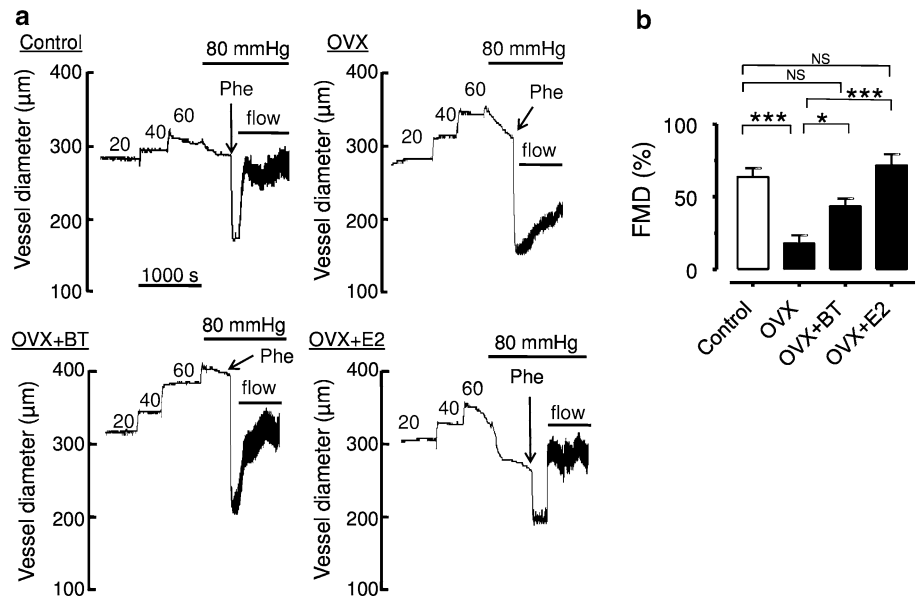 a
Control
80 mmHg
Vessel diameter (μm)
400
300
200
100
20
40
60
Phe
flow
1000 s
OVX
80 mmHg
Vessel diameter (μm)
400
300
200
100
20
40
60
Phe
flow
OVX+BT
80 mmHg
Vessel diameter (μm)
400
300
200
100
20
40
60
Phe
flow
OVX+E2
80 mmHg
Vessel diameter (μm)
400
300
200
100
20
40
60
Phe
flow
b
NS
NS
***
*** *
FMD (%)
100
50
0
Control
OVX
OVX+BT
OVX+E2